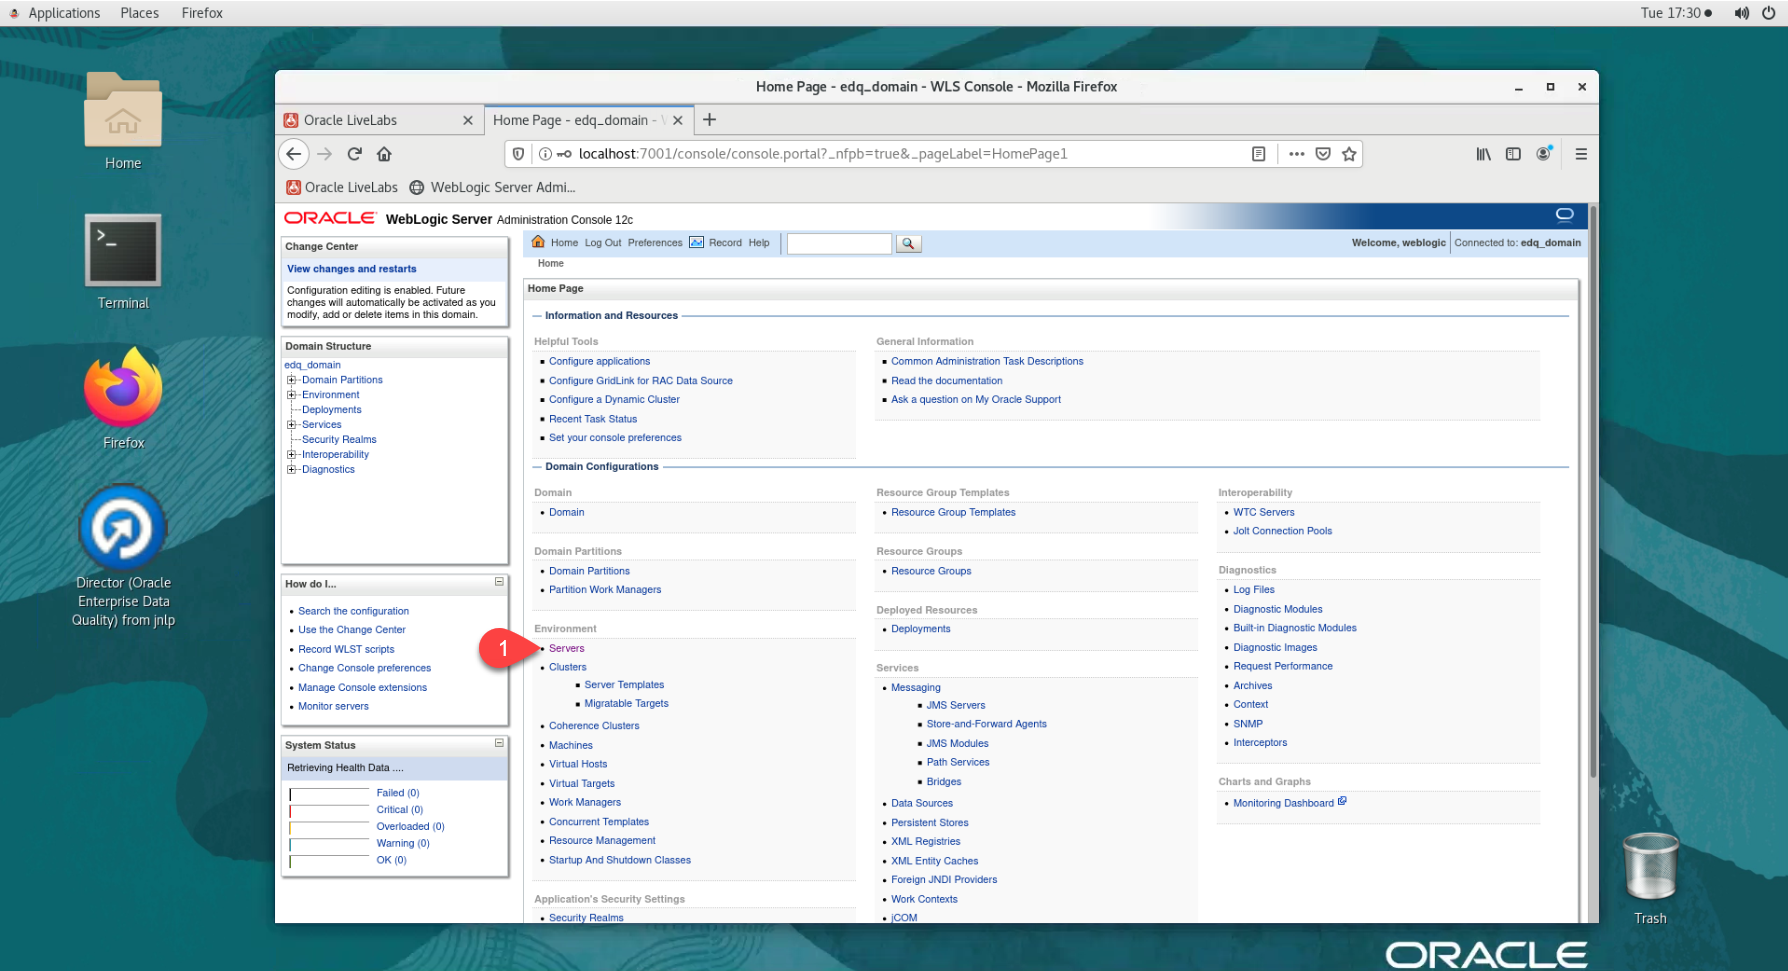 Applications Places Firefox Tue 17:30
Home
Terminal
Firefox
Director (Oracle
Enterprise Data
Quality) from jnlp
Trash
ORACLE
Home Page - edq_domain - WLS Console - Mozilla Firefox
Oracle LiveLabs Home Page - edq_domain -
localhost:7001/console/console.portal?_nfpb=true&_pageLabel=HomePage1
Oracle LiveLabs WebLogic Server Admi...
ORACLE WebLogic Server Administration Console 12c
Change Center
View changes and restarts
Configuration editing is enabled. Future
changes will automatically be activated as you
modify, add or delete items in this domain.
Domain Structure
edq_domain
Domain Partitions
Environment
Deployments
Services
Security Realms
Interoperability
Diagnostics
How do I...
Search the configuration
Use the Change Center
Record WLST scripts
Change Console preferences
Manage Console extensions
Monitor servers
System Status
Retrieving Health Data ....
Failed (0)
Critical (0)
Overloaded (0)
Warning (0)
OK (0)
Home Log Out Preferences Record Help
Welcome, weblogic Connected to: edq_domain
Home
Home Page
Information and Resources
Helpful Tools
Configure applications
Configure GridLink for RAC Data Source
Configure a Dynamic Cluster
Recent Task Status
Set your console preferences
General Information
Common Administration Task Descriptions
Read the documentation
Ask a question on My Oracle Support
Domain Configurations
Domain
Domain
Domain Partitions
Domain Partitions
Partition Work Managers
Environment
1
Servers
Clusters
Server Templates
Migratable Targets
Coherence Clusters
Machines
Virtual Hosts
Virtual Targets
Work Managers
Concurrent Templates
Resource Management
Startup And Shutdown Classes
Application's Security Settings
Security Realms
Resource Group Templates
Resource Group Templates
Resource Groups
Resource Groups
Deployed Resources
Deployments
Services
Messaging
JMS Servers
Store-and-Forward Agents
JMS Modules
Path Services
Bridges
Data Sources
Persistent Stores
XML Registries
XML Entity Caches
Foreign JNDI Providers
Work Contexts
jCOM
Interoperability
WTC Servers
Jolt Connection Pools
Diagnostics
Log Files
Diagnostic Modules
Built-in Diagnostic Modules
Diagnostic Images
Request Performance
Archives
Context
SNMP
Interceptors
Charts and Graphs
Monitoring Dashboard